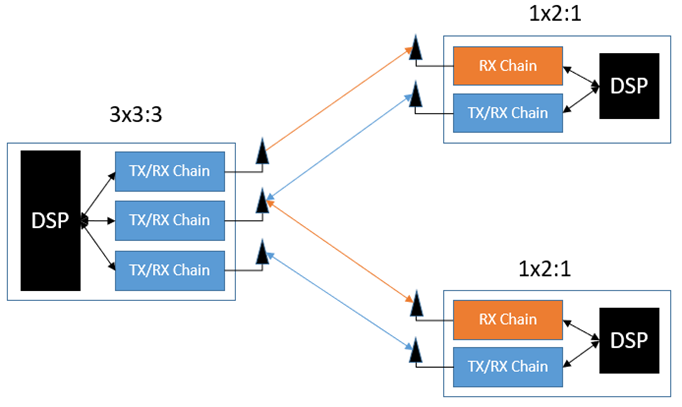 3x3:3
DSP
TX/RX Chain
TX/RX Chain
TX/RX Chain
1x2:1
RX Chain
TX/RX Chain
DSP
1x2:1
RX Chain
TX/RX Chain
DSP